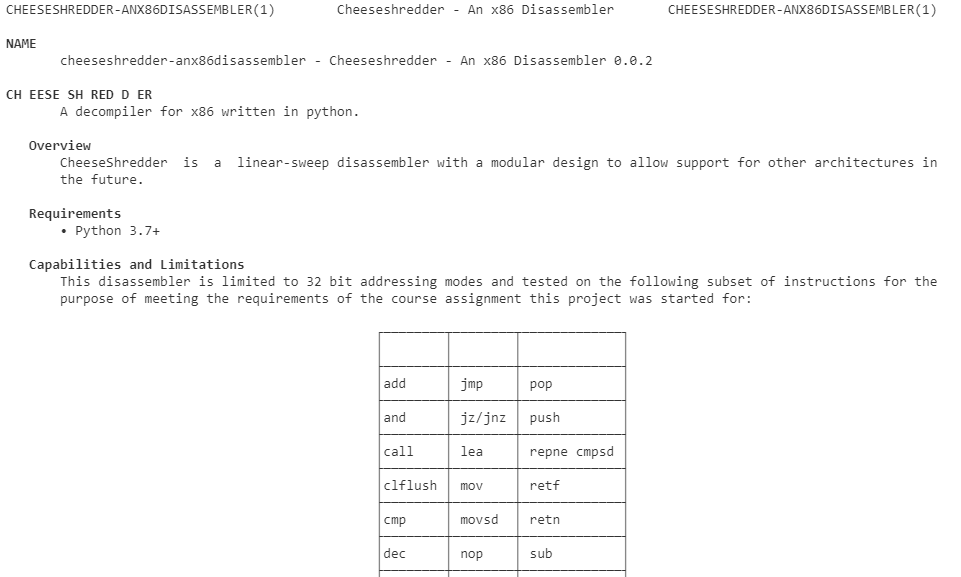 CHEESESHREDDER-ANX86DISASSEMBLER(1) Cheeseshredder - An x86 Disassembler CHEESESHREDDER-ANX86DISASSEMBLER(1)
NAME
cheeseshredder-anx86disassembler - Cheeseshredder - An x86 Disassembler 0.0.2
CH EESE SH RED D ER
A decompiler for x86 written in python.
Overview
CheeseShredder is a linear-sweep disassembler with a modular design to allow support for other architectures in
the future.
Requirements
• Python 3.7+
Capabilities and Limitations
This disassembler is limited to 32 bit addressing modes and tested on the following subset of instructions for the
purpose of meeting the requirements of the course assignment this project was started for:
add jmp pop
and jz/jnz push
call lea repne cmpsd
clflush mov retf
cmp movsd retn
dec nop sub